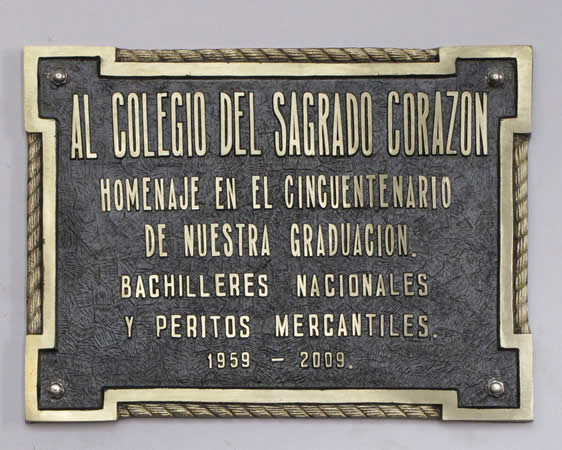 AL COLEGIO DEL SAGRADO CORAZON
HOMENAJE EN EL CINCUENTENARIO
DE NUESTRA GRADUACION.
BACHILLERES NACIONALES
Y PERITOS MERCANTILES.
1959 - 2009.